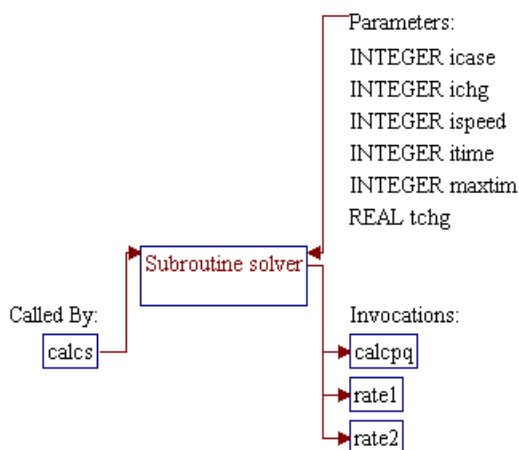 Parameters:
INTEGER icase
INTEGER ichg
INTEGER ispeed
INTEGER itime
INTEGER maxtim
REAL tchg
Subroutine solver
Called By:
calcs
Invocations:
calcpq
rate1
rate2